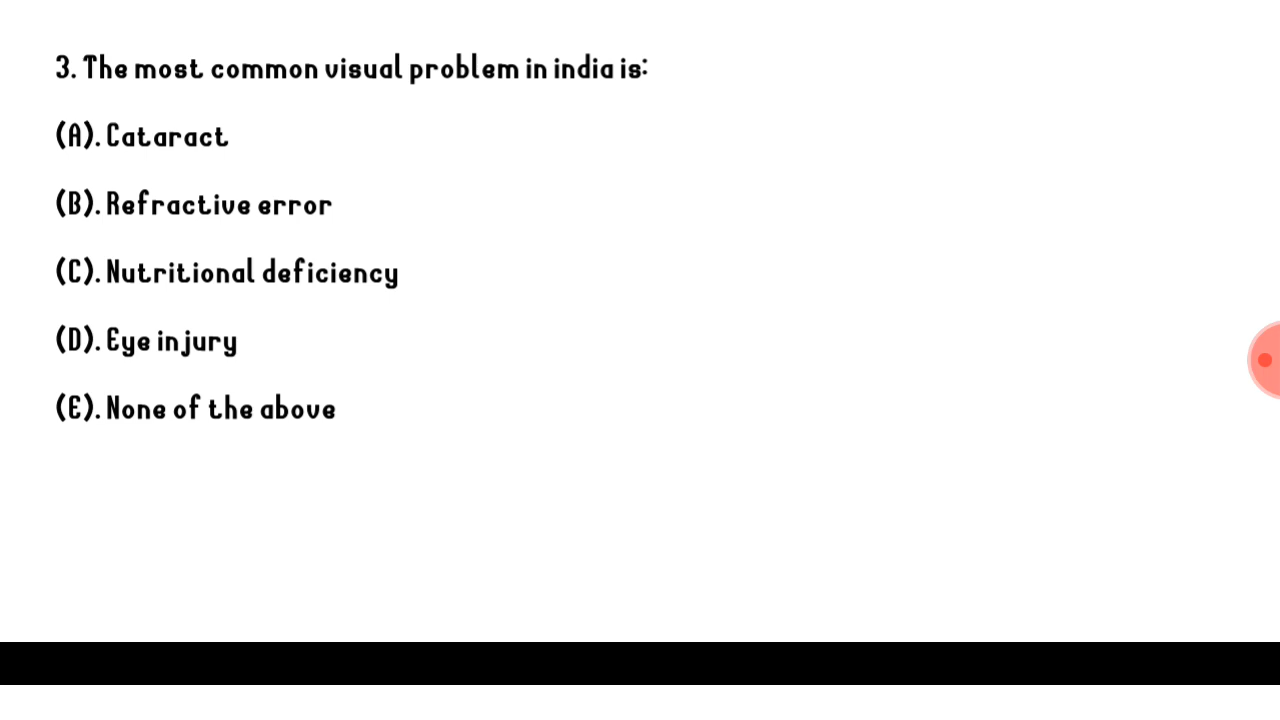 3. The most common visual problem in india is:
(A). Cataract
(B). Refractive error
(C). Nutritional deficiency
(D). Eye injury
(E). None of the above